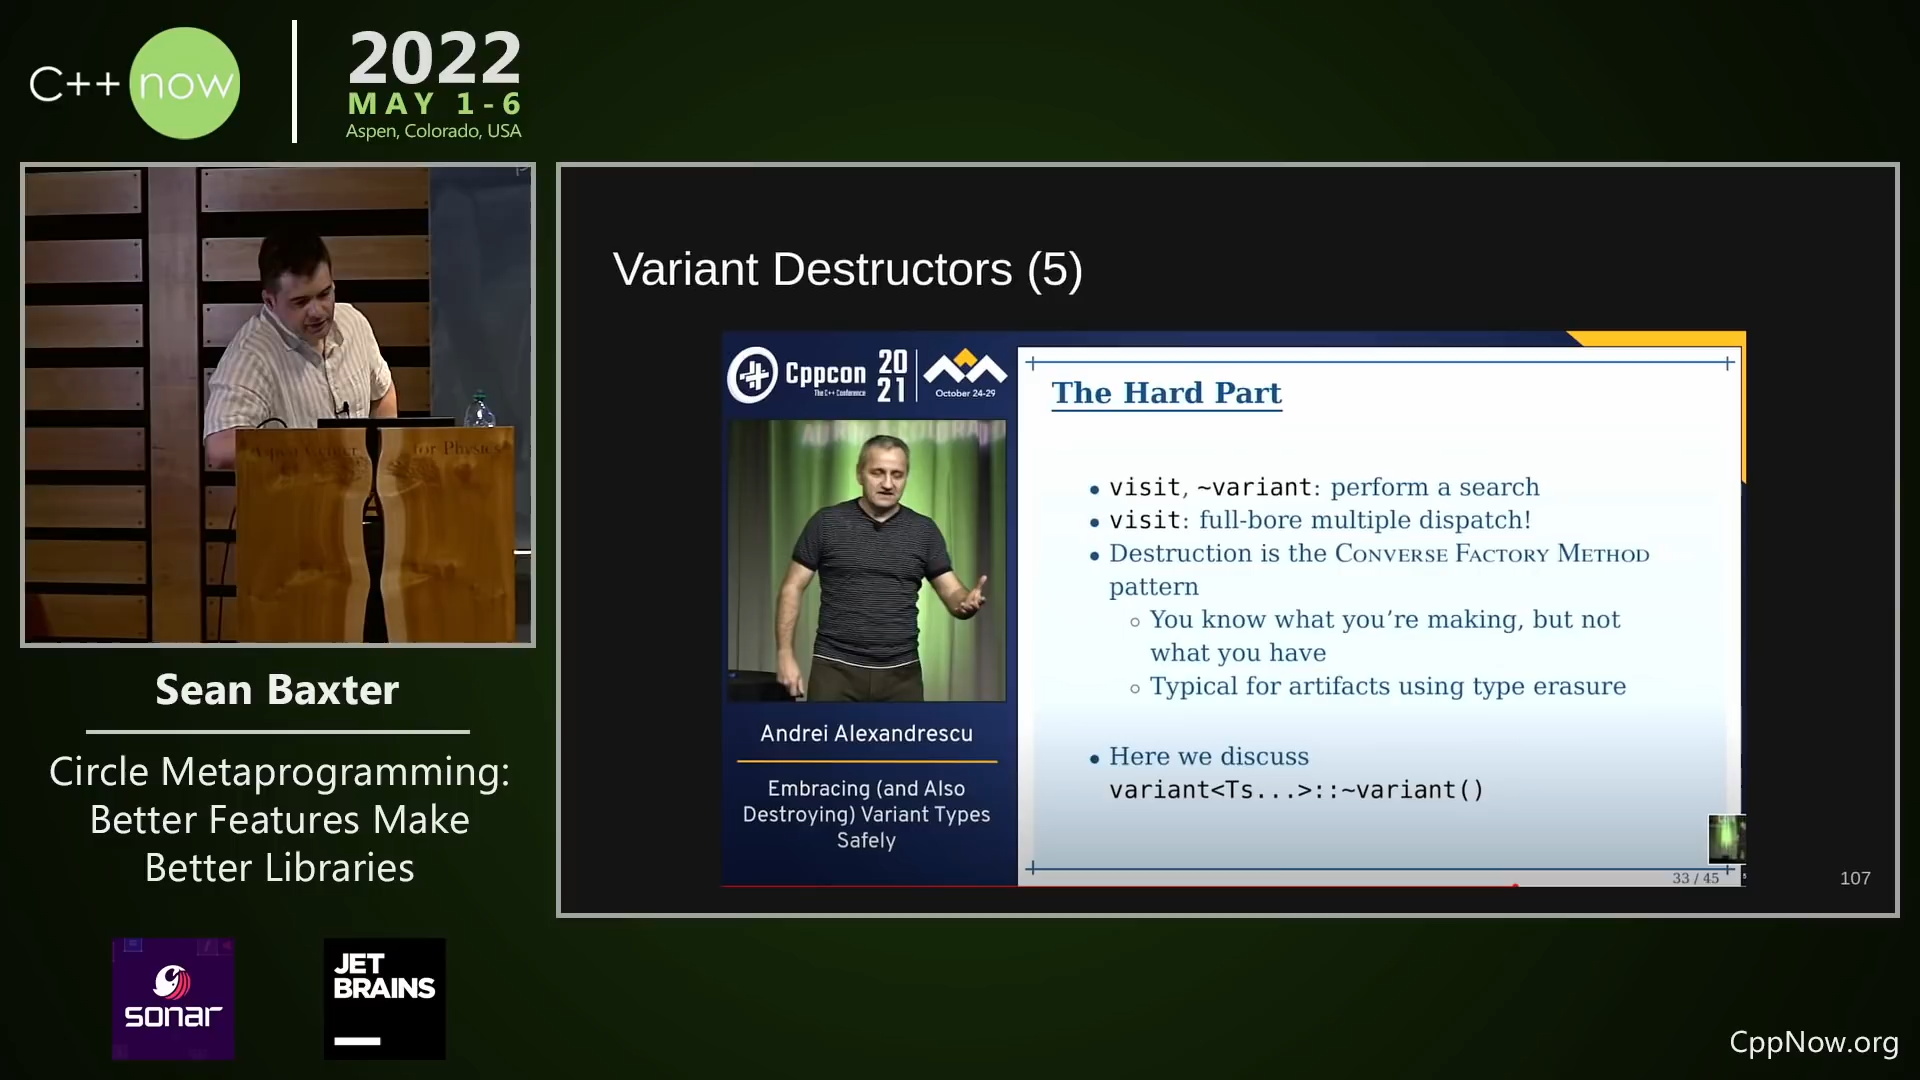 C++ now
2022
MAY 1-6
Aspen, Colorado, USA
for Physics
Sean Baxter
Circle Metaprogramming:
Better Features Make
Better Libraries
sonar
JET
BRAINS
Variant Destructors (5)
Cppcon
The C++ Conference
20
21
October 24-29
Andrei Alexandrescu
Embracing (and Also
Destroying) Variant Types
Safely
The Hard Part
• visit, ~variant: perform a search
• visit: full-bore multiple dispatch!
• Destruction is the CONVERSE FACTORY METHOD
pattern
○ You know what you’re making, but not
what you have
○ Typical for artifacts using type erasure
• Here we discuss
variant<Ts...>::~variant()
33 / 45
107
CppNow.org